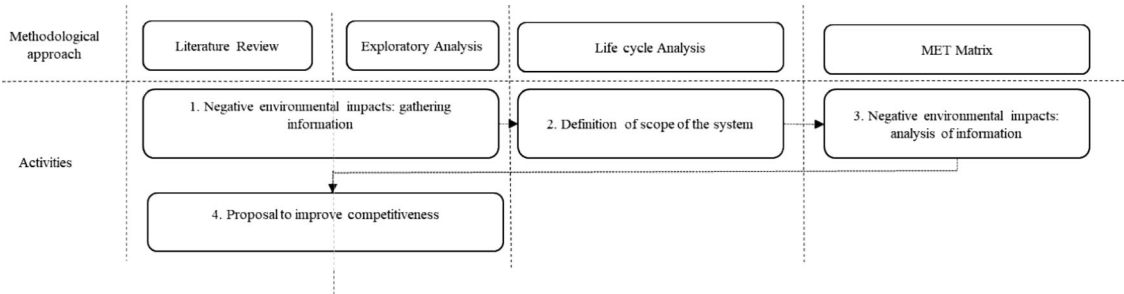 Methodological
approach
Literature Review
Exploratory Analysis
Life cycle Analysis
MET Matrix
Activities
1. Negative environmental impacts: gathering
information
2. Definition of scope of the system
3. Negative environmental impacts:
analysis of information
4. Proposal to improve competitiveness